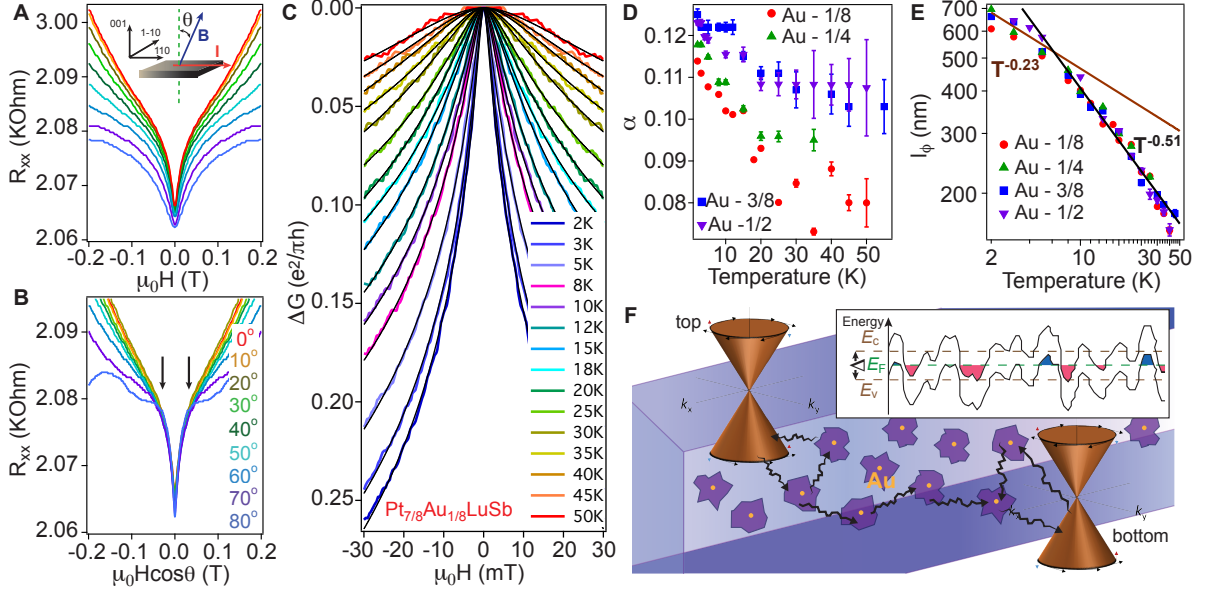 A
001
1-10
110
θ
B
I
Rxx (KOhm)
3.00
2.09
2.08
2.07
2.06
-0.2 -0.1 0.0 0.1 0.2
μ0H (T)
B
Rxx (KOhm)
2.09
2.08
2.07
2.06
0°
10°
20°
30°
40°
50°
60°
70°
80°
-0.2 -0.1 0.0 0.1 0.2
μ0Hcosθ (T)
C
ΔG (e²/πh)
0.00
0.05
0.10
0.15
0.20
0.25
2K
3K
5K
8K
10K
12K
15K
18K
20K
25K
30K
35K
40K
45K
50K
Pt7/8Au1/8LuSb
-30 -20 -10 0 10 20 30
μ0H (mT)
D
α
0.12
0.11
0.10
0.09
0.08
Au - 1/8
Au - 1/4
Au - 3/8
Au -1/2
0 10 20 30 40 50
Temperature (K)
E
lϕ (nm)
700
600
500
400
300
200
T-0.23
T-0.51
Au - 1/8
Au - 1/4
Au - 3/8
Au - 1/2
2 10 30 50
Temperature (K)
F
top
kx
ky
Au
ky
bottom
Energy
Ec
Δ
EF
Ev